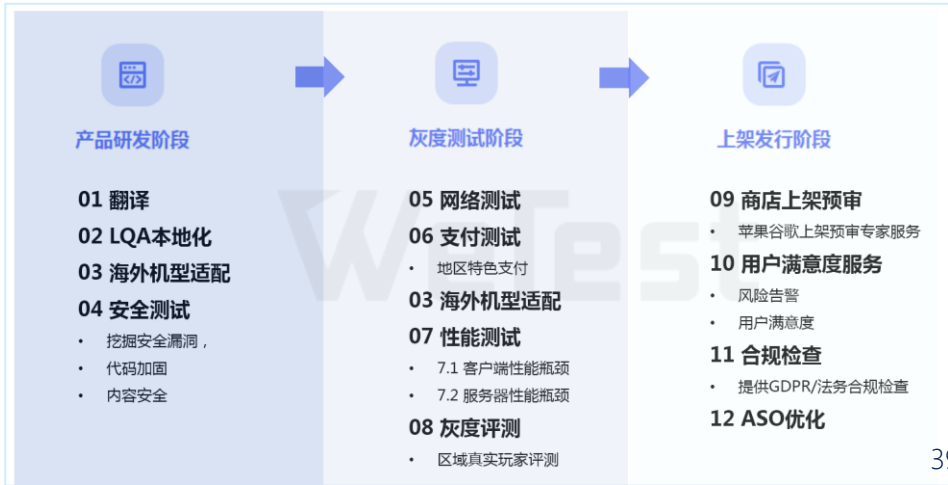 产品研发阶段
01 翻译
02 LQA本地化
03 海外机型适配
04 安全测试
• 挖掘安全漏洞，
• 代码加固
• 内容安全
灰度测试阶段
05 网络测试
06 支付测试
• 地区特色支付
03 海外机型适配
07 性能测试
• 7.1 客户端性能瓶颈
• 7.2 服务器性能瓶颈
08 灰度评测
• 区域真实玩家评测
上架发行阶段
09 商店上架预审
• 苹果谷歌上架预审专家服务
10 用户满意度服务
• 风险告警
• 用户满意度
11 合规检查
• 提供GDPR/法务合规检查
12 ASO优化
WeTest